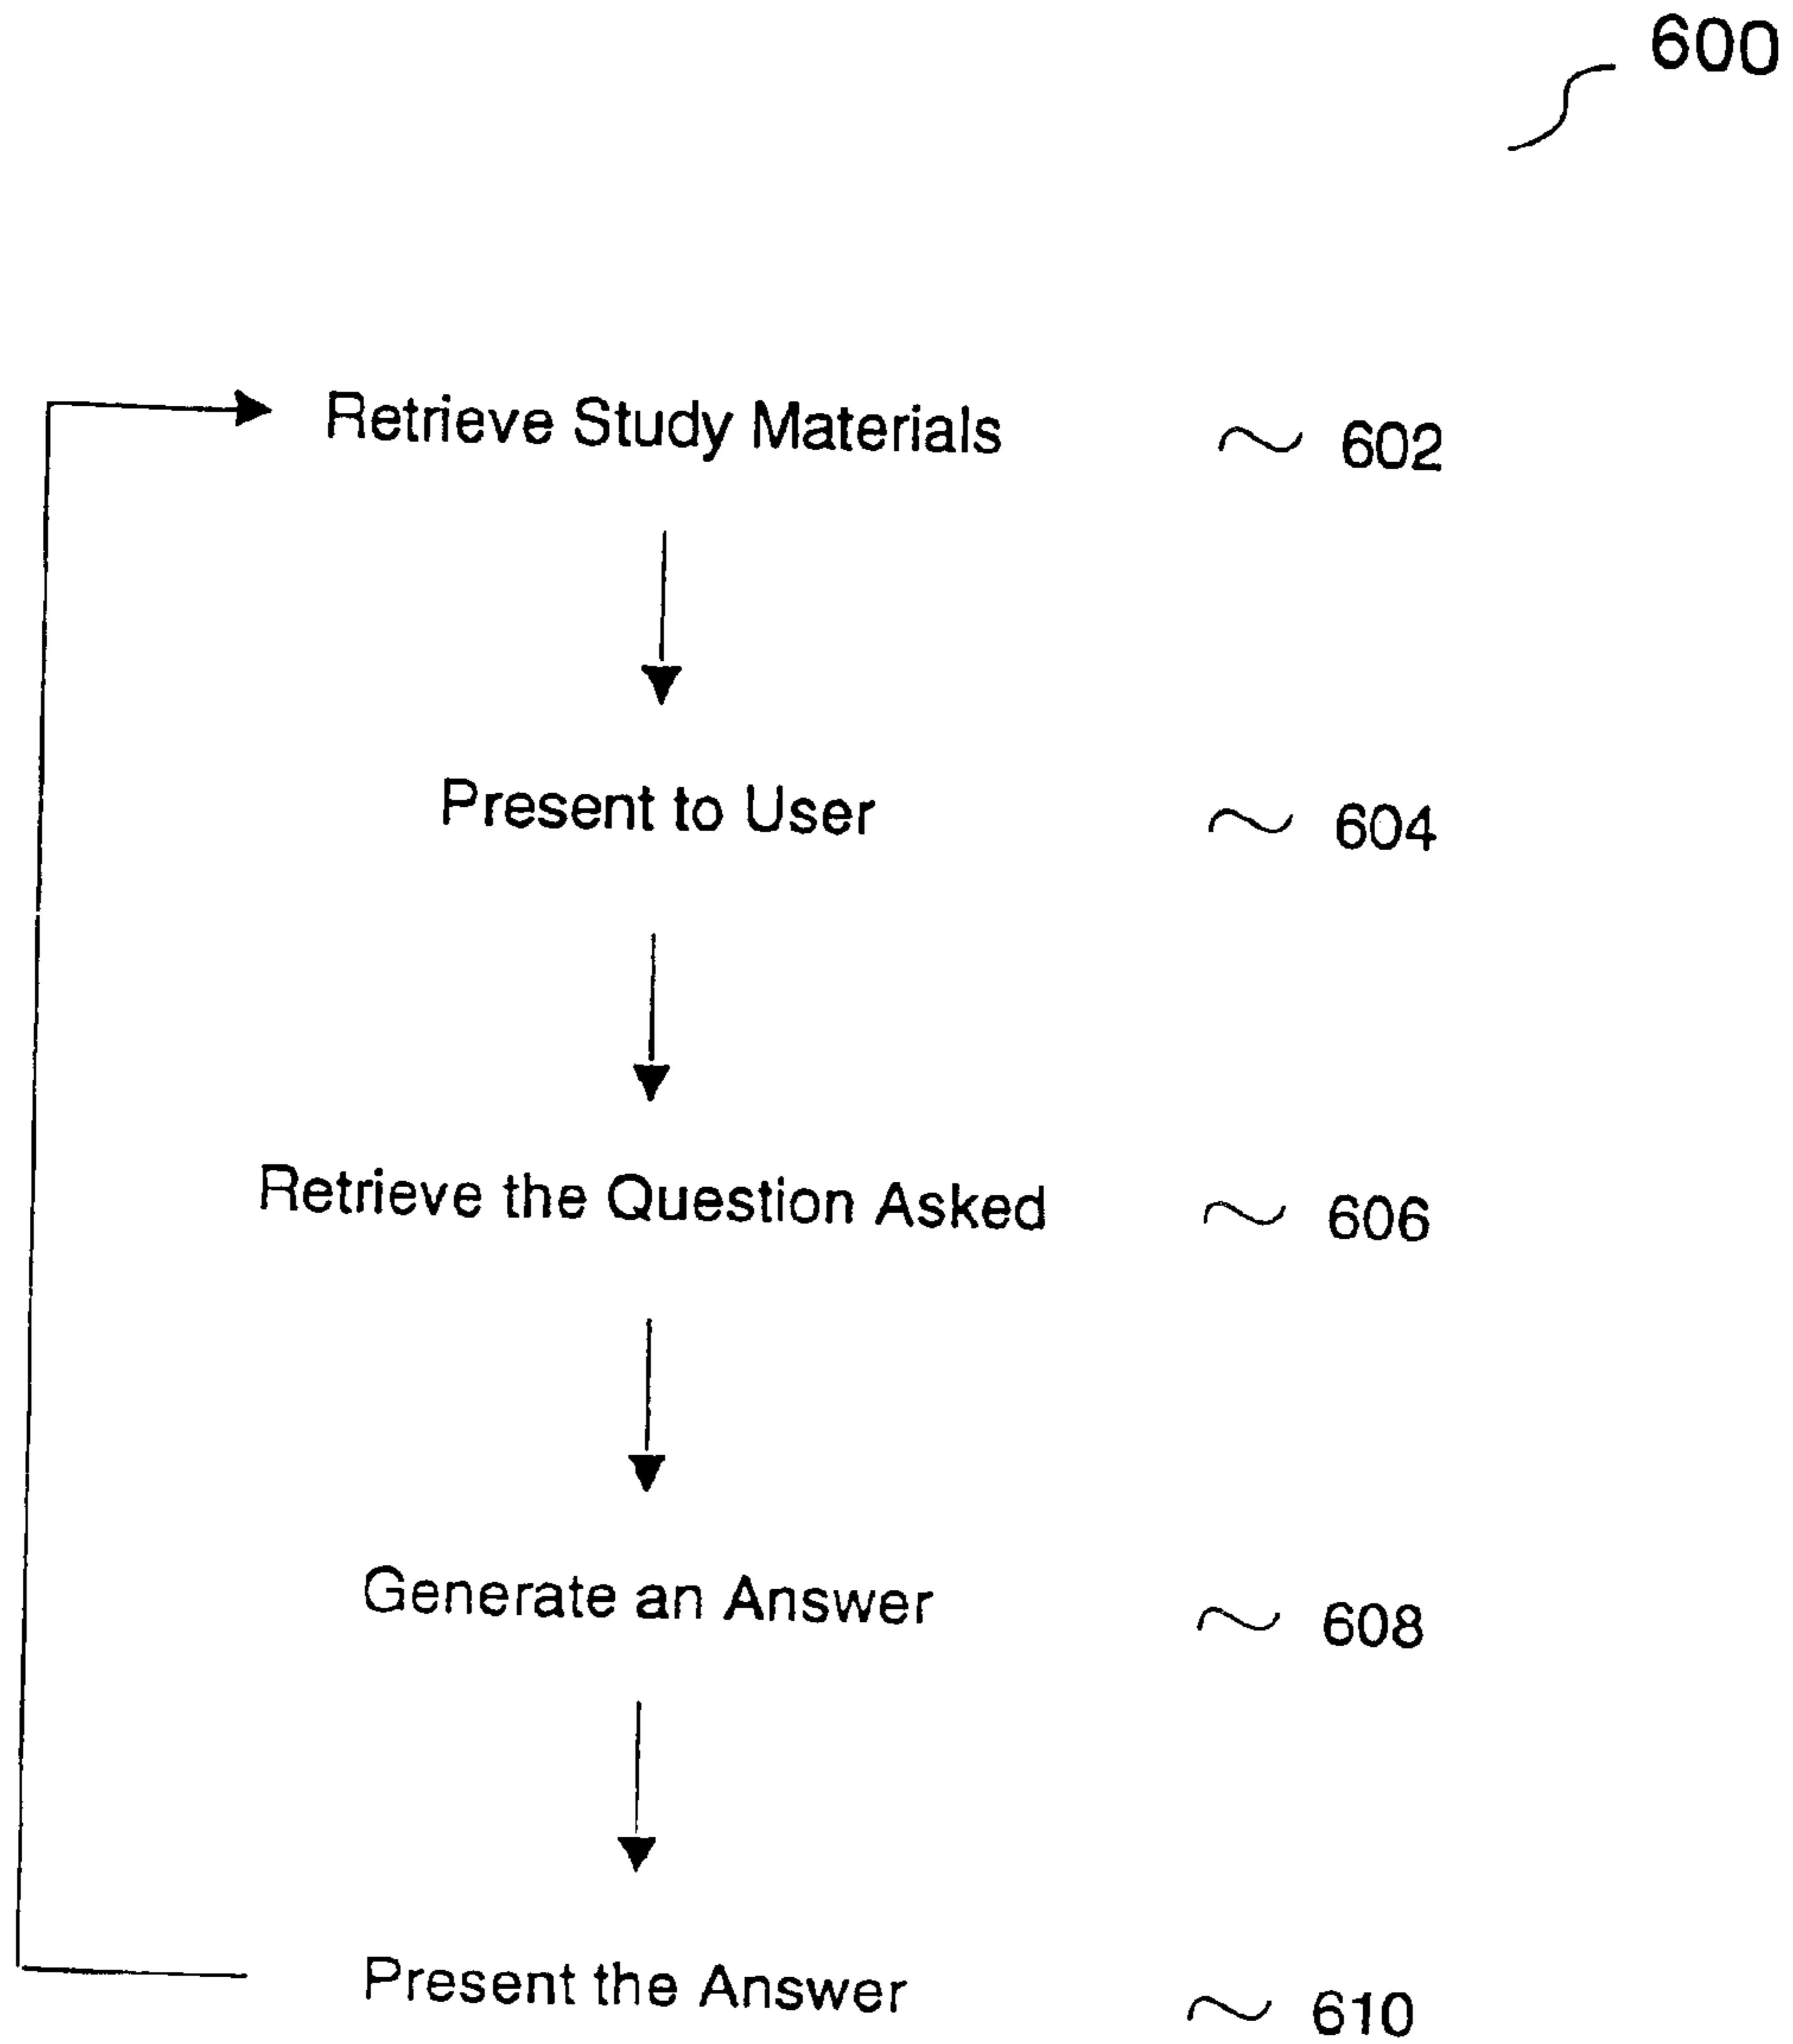 600
Retrieve Study Materials 602
Present to User 604
Retrieve the Question Asked 606
Generate an Answer 608
Present the Answer 610